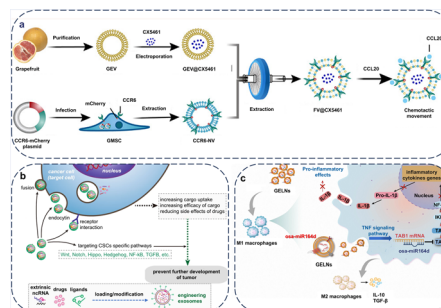 a
Purification
CX5461
Electroporation
Grapefruit
GEV
GEV@CX5461
CCL20
CCL20
Infection
mCherry
CCR6
Extraction
Extraction
FV@CX5461
Chemotactic
movement
CCR6-mCherry
plasmid
GMSC
CCR6-NV
b
cancer cell
(target cell)
nucleus
fusion
endocytin
receptor
interaction
increasing cargo uptake
increasing efficacy of cargo
reducing side effects of drugs
targeting CSCs specific pathways
Wnt, Notch, Hippo, Hedgehog, NF-kB, TGFB, etc.
prevent further development
of tumor
extrinsic
ncRNA
drugs
ligands
loading/modification
engineering
exosomes
c
GELNs
Pro-inflammatory
effects
IL-1β
IL-1β
Pro-IL-1β
inflammatory
cytokines genes
Nucleus
M1 macrophages
osa-miR164d
TNF signaling
pathway
TAB1 mRNA
osa-miR164d
GELNs
M2 macrophages
IL-10
TGF-β